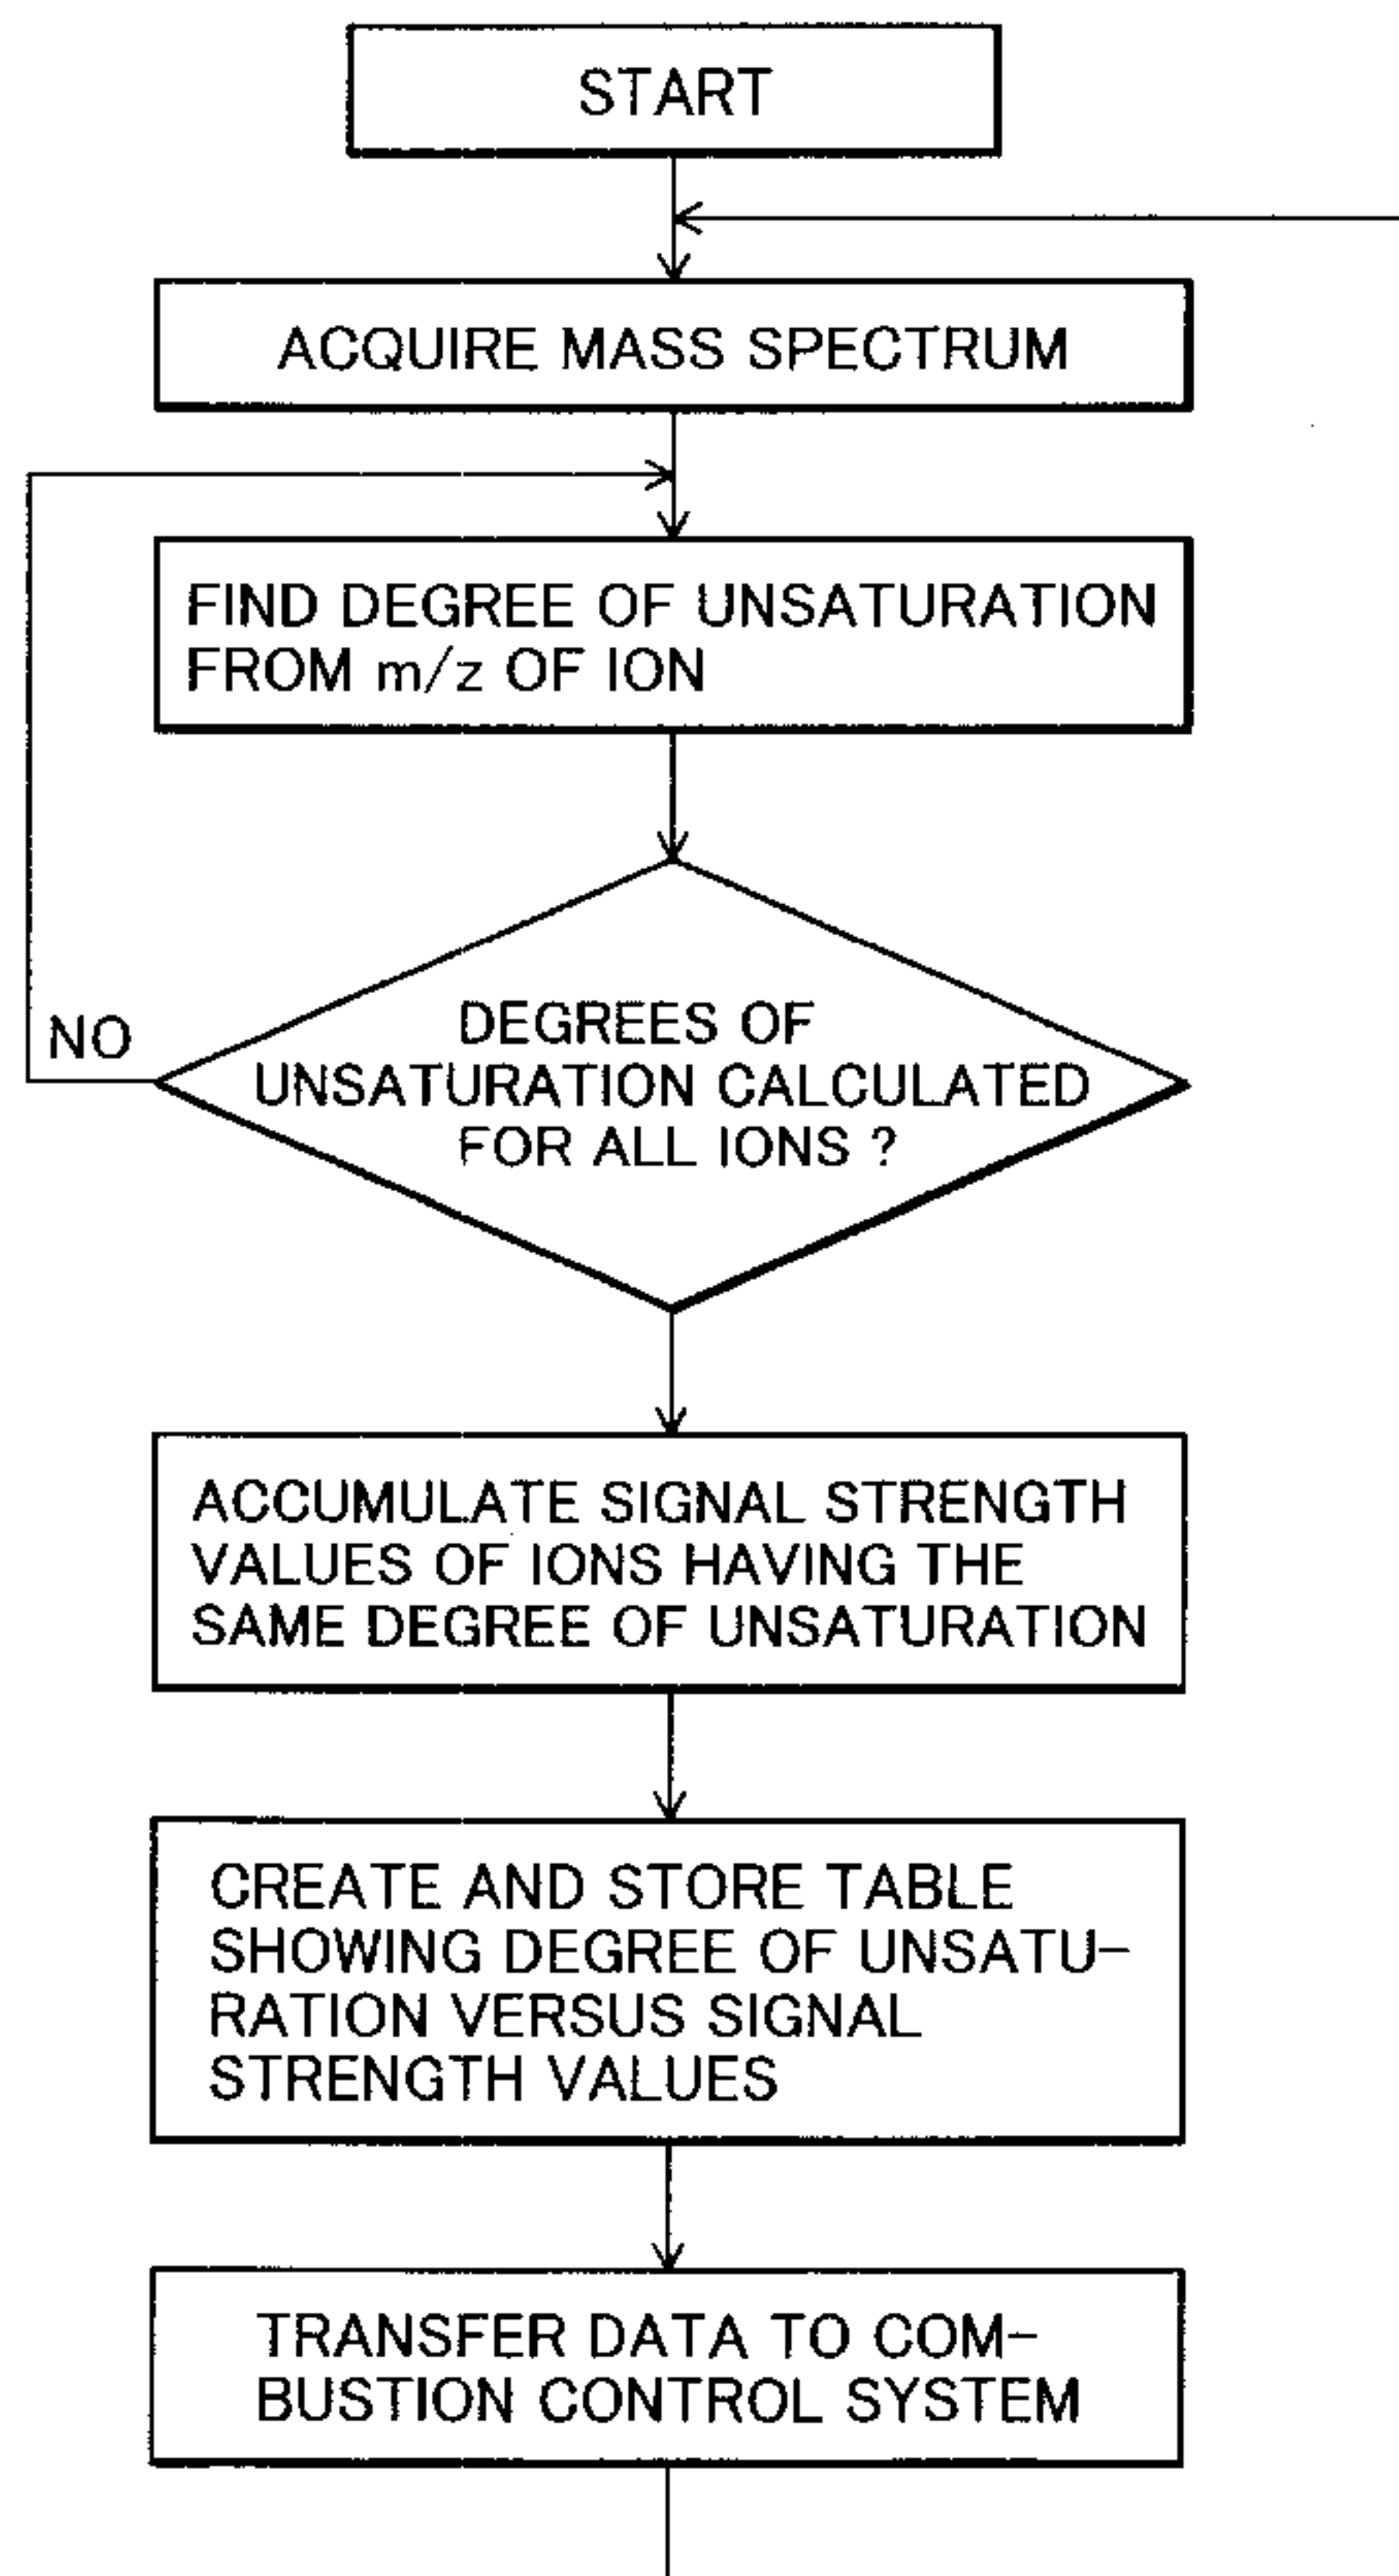 START
ACQUIRE MASS SPECTRUM
FIND DEGREE OF UNSATURATION
FROM m/z OF ION
DEGREES OF
UNSATURATION CALCULATED
FOR ALL IONS ?
NO
ACCUMULATE SIGNAL STRENGTH
VALUES OF IONS HAVING THE
SAME DEGREE OF UNSATURATION
CREATE AND STORE TABLE
SHOWING DEGREE OF UNSATU-
RATION VERSUS SIGNAL
STRENGTH VALUES
TRANSFER DATA TO COM-
BUSTION CONTROL SYSTEM